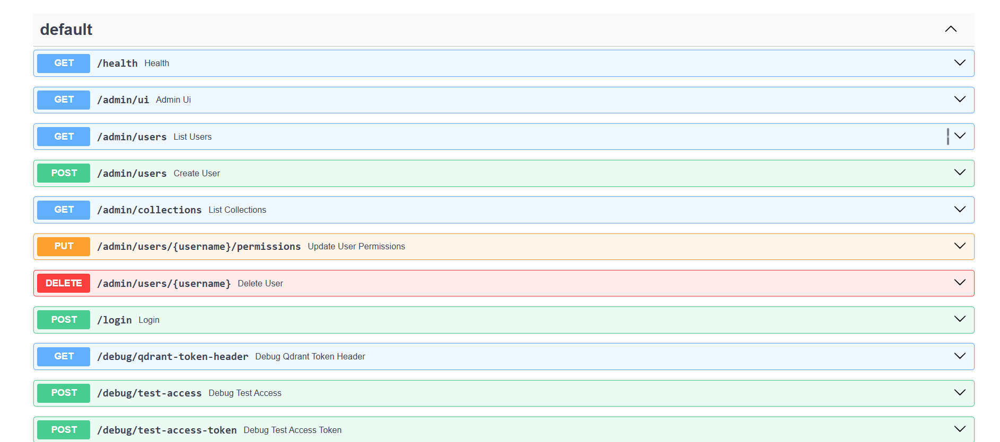 default
GET /health Health
GET /admin/ui Admin Ui
GET /admin/users List Users
POST /admin/users Create User
GET /admin/collections List Collections
PUT /admin/users/{username}/permissions Update User Permissions
DELETE /admin/users/{username} Delete User
POST /login Login
GET /debug/qdrant-token-header Debug Qdrant Token Header
POST /debug/test-access Debug Test Access
POST /debug/test-access-token Debug Test Access Token